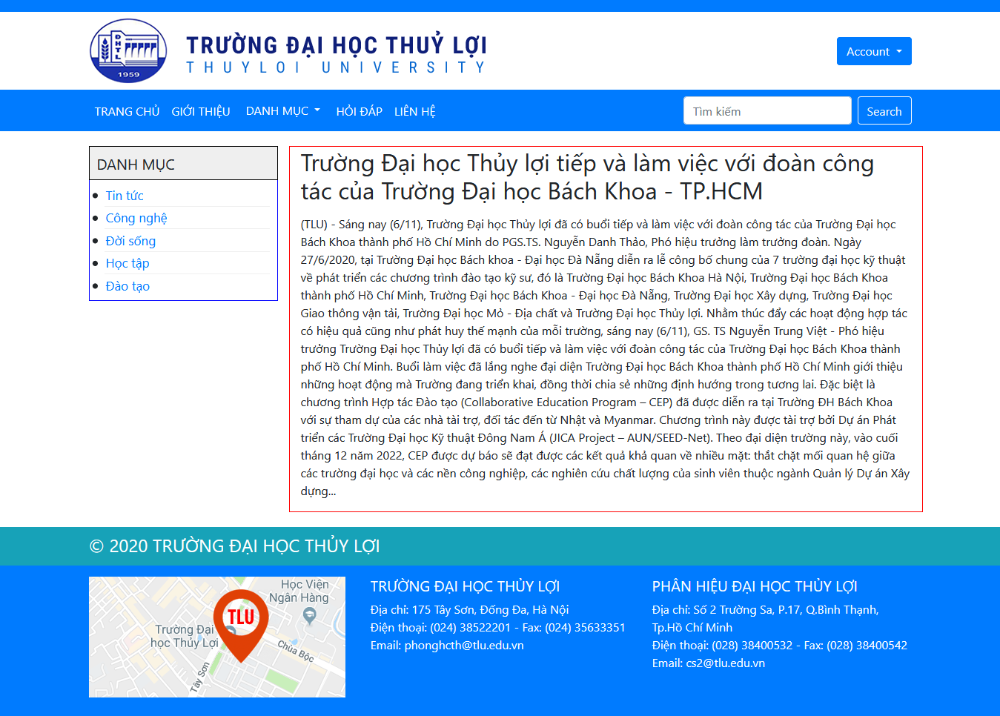 ĐHTL
1959
TRƯỜNG ĐẠI HỌC THUỶ LỢI
THUYLOI UNIVERSITY
Account
TRANG CHỦ GIỚI THIỆU DANH MỤC HỎI ĐÁP LIÊN HỆ
Tìm kiếm Search
DANH MỤC
Tin tức
Công nghệ
Đời sống
Học tập
Đào tạo
Trường Đại học Thủy lợi tiếp và làm việc với đoàn công
tác của Trường Đại học Bách Khoa - TP.HCM
(TLU) - Sáng nay (6/11), Trường Đại học Thủy lợi đã có buổi tiếp và làm việc với đoàn công tác của Trường Đại học
Bách Khoa thành phố Hồ Chí Minh do PGS.TS. Nguyễn Danh Thảo, Phó hiệu trưởng làm trưởng đoàn. Ngày
27/6/2020, tại Trường Đại học Bách khoa - Đại học Đà Nẵng diễn ra lễ công bố chung của 7 trường đại học kỹ thuật
về phát triển các chương trình đào tạo kỹ sư, đó là Trường Đại học Bách Khoa Hà Nội, Trường Đại học Bách Khoa
thành phố Hồ Chí Minh, Trường Đại học Bách Khoa - Đại học Đà Nẵng, Trường Đại học Xây dựng, Trường Đại học
Giao thông vận tải, Trường Đại học Mỏ - Địa chất và Trường Đại học Thủy lợi. Nhằm thúc đẩy các hoạt động hợp tác
có hiệu quả cũng như phát huy thế mạnh của mỗi trường, sáng nay (6/11), GS. TS Nguyễn Trung Việt - Phó hiệu
trưởng Trường Đại học Thủy lợi đã có buổi tiếp và làm việc với đoàn công tác của Trường Đại học Bách Khoa thành
phố Hồ Chí Minh. Buổi làm việc đã lắng nghe đại diện Trường Đại học Bách Khoa thành phố Hồ Chí Minh giới thiệu
những hoạt động mà Trường đang triển khai, đồng thời chia sẻ những định hướng trong tương lai. Đặc biệt là
chương trình Hợp tác Đào tạo (Collaborative Education Program – CEP) đã được diễn ra tại Trường ĐH Bách Khoa
với sự tham dự của các nhà tài trợ, đối tác đến từ Nhật và Myanmar. Chương trình này được tài trợ bởi Dự án Phát
triển các Trường Đại học Kỹ thuật Đông Nam Á (JICA Project – AUN/SEED-Net). Theo đại diện trường này, vào cuối
tháng 12 năm 2022, CEP được dự báo sẽ đạt được các kết quả khả quan về nhiều mặt: thắt chặt mối quan hệ giữa
các trường đại học và các nền công nghiệp, các nghiên cứu chất lượng của sinh viên thuộc ngành Quản lý Dự án Xây
dựng...
© 2020 TRƯỜNG ĐẠI HỌC THỦY LỢI
Học Viện
Ngân Hàng
TLU
Trường Đại
học Thủy Lợi
Chùa Bộc
Tây Sơn
TRƯỜNG ĐẠI HỌC THỦY LỢI
Địa chỉ: 175 Tây Sơn, Đống Đa, Hà Nội
Điện thoại: (024) 38522201 - Fax: (024) 35633351
Email: phonghcth@tlu.edu.vn
PHÂN HIỆU ĐẠI HỌC THỦY LỢI
Địa chỉ: Số 2 Trường Sa, P.17, Q.Bình Thạnh,
Tp.Hồ Chí Minh
Điện thoại: (028) 38400532 - Fax: (028) 38400542
Email: cs2@tlu.edu.vn